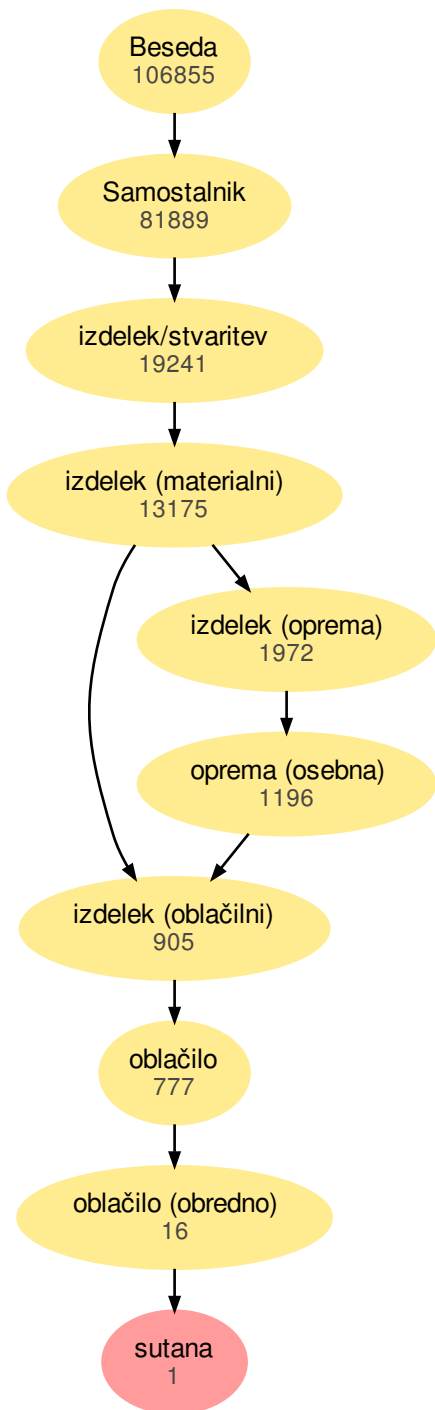 Beseda
106855
Samostalnik
81889
izdelek/stvaritev
19241
izdelek (materialni)
13175
izdelek (oprema)
1972
oprema (osebna)
1196
izdelek (oblačilni)
905
oblačilo
777
oblačilo (obredno)
16
sutana
1